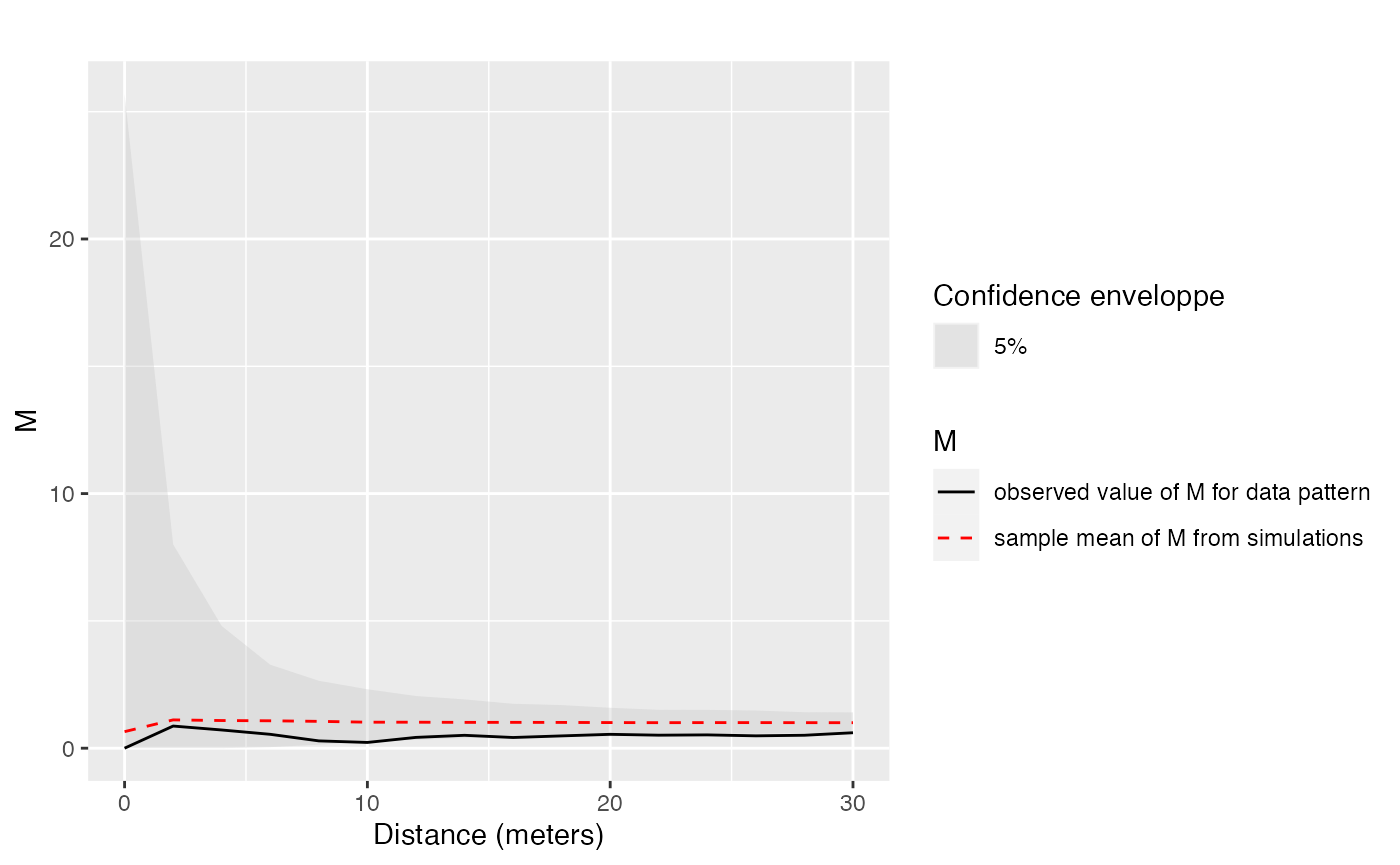 20
10
0
M
0
10
20
30
Distance (meters)
Confidence enveloppe
5%
M
observed value of M for data pattern
sample mean of M from simulations